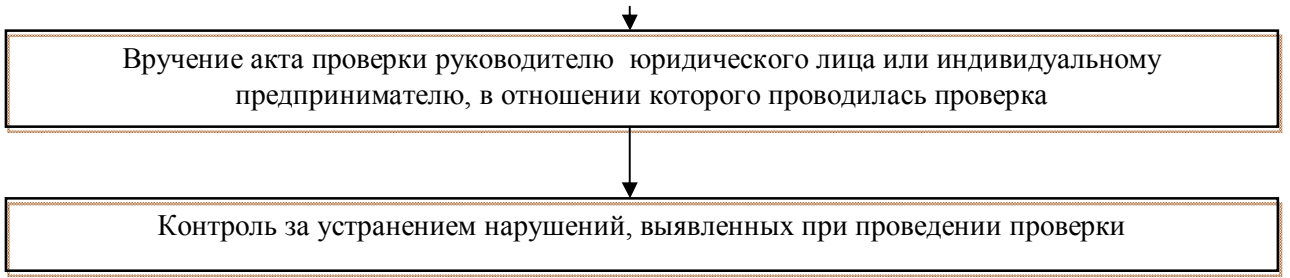 Вручение акта проверки руководителю юридического лица или индивидуальному
предпринимателю, в отношении которого проводилась проверка
Контроль за устранением нарушений, выявленных при проведении проверки